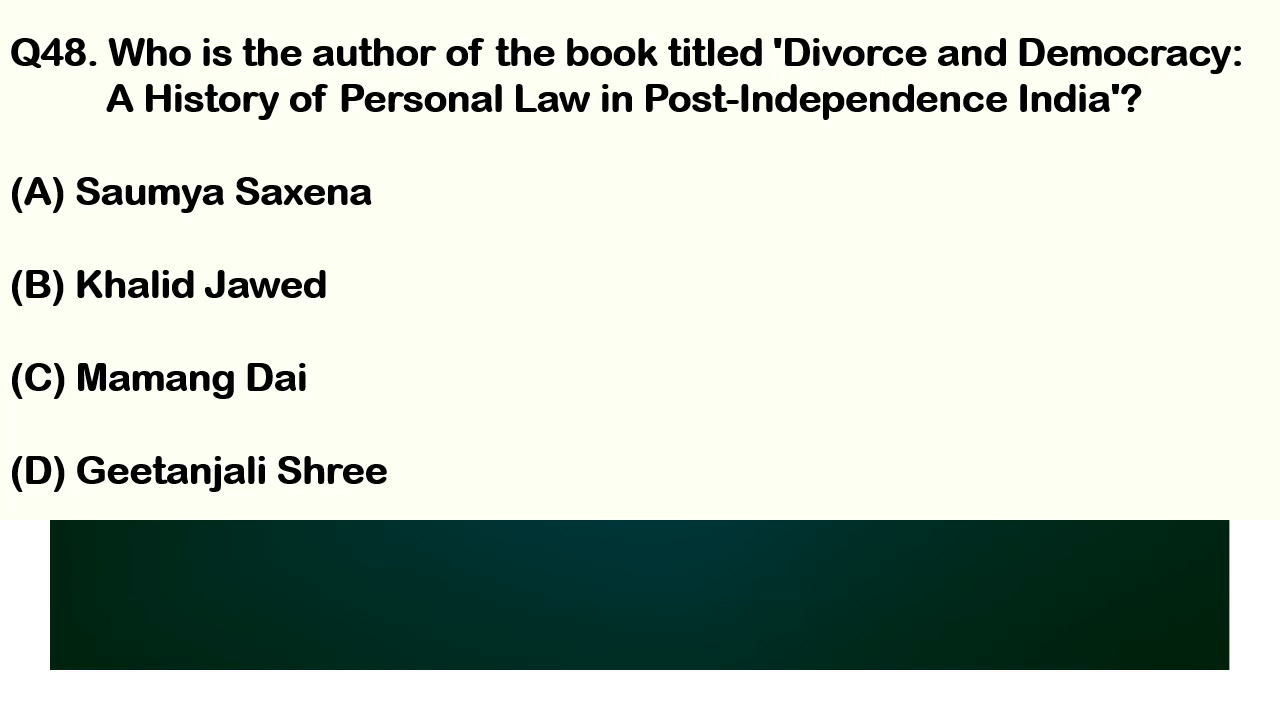 Q48. Who is the author of the book titled 'Divorce and Democracy:
A History of Personal Law in Post-Independence India'?
(A) Saumya Saxena
(B) Khalid Jawed
(C) Mamang Dai
(D) Geetanjali Shree